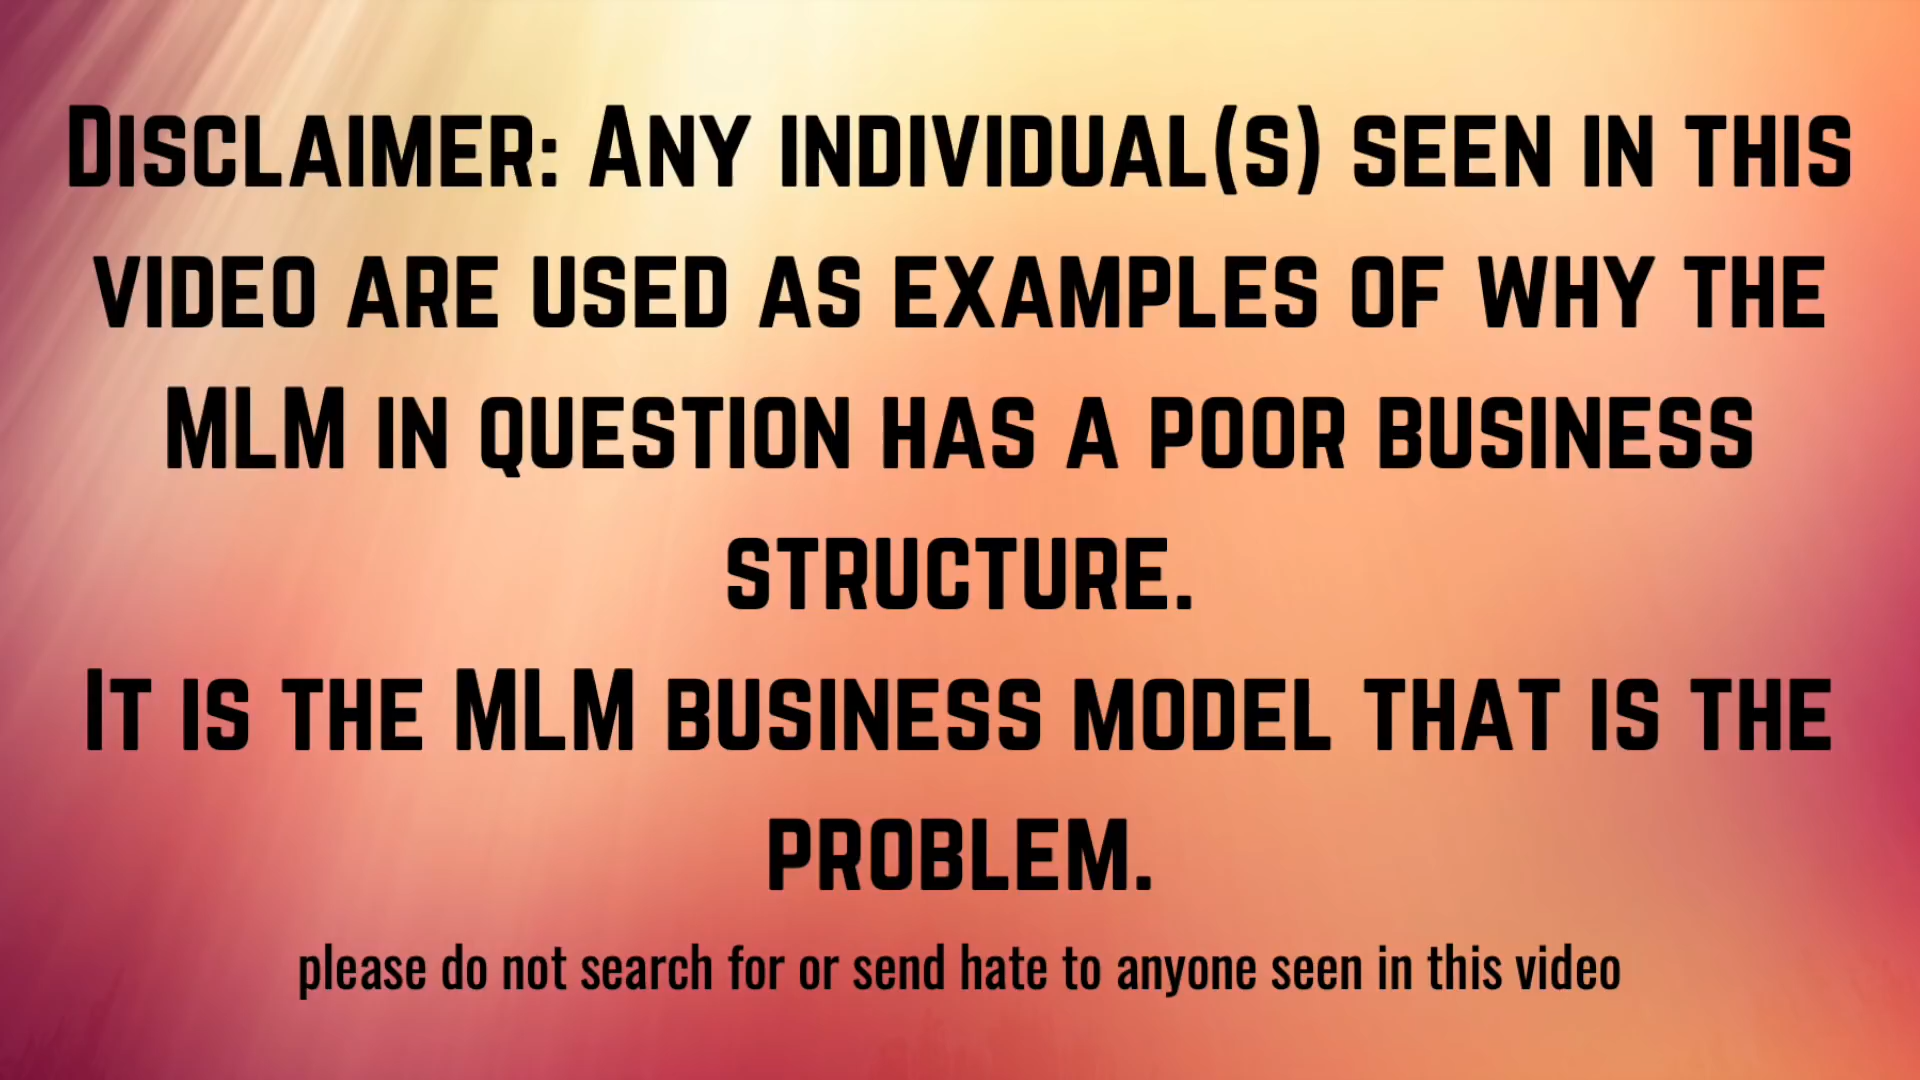 Disclaimer: Any individual(s) seen in this
video are used as examples of why the
MLM in question has a poor business
structure.
It is the MLM business model that is the
problem.
please do not search for or send hate to anyone seen in this video